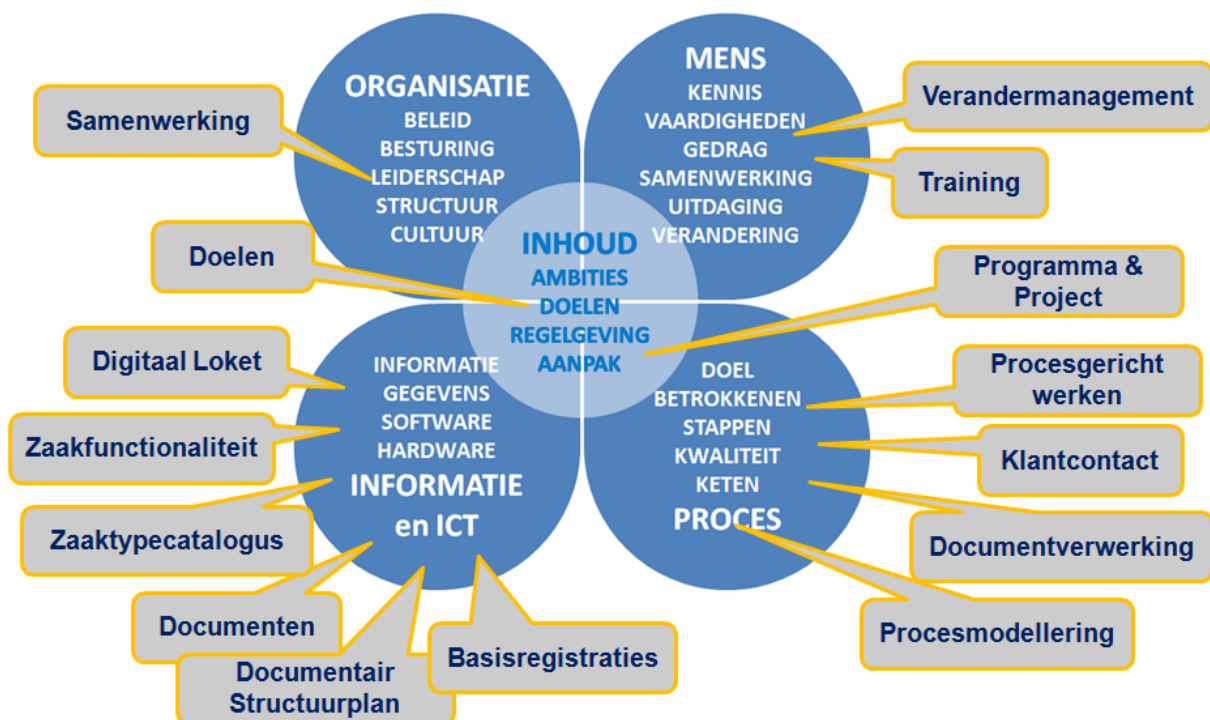 ORGANISATIE
BELEID
BESTURING
LEIDERSCHAP
STRUCTUUR
CULTUUR
MENS
KENNIS
VAARDIGHEDEN
GEDRAG
SAMENWERKING
UITDAGING
VERANDERING
INHOUD
AMBITIES
DOELEN
REGELGEVING
AANPAK
INFORMATIE
GEGEVENS
SOFTWARE
HARDWARE
INFORMATIE
en ICT
DOEL
BETROKKENEN
STAPPEN
KWALITEIT
KETEN
PROCES
Samenwerking
Doelen
Digitaal Loket
Zaakfunctionaliteit
Zaaktypecatalogus
Documenten
Documentair
Structuurplan
Basisregistraties
Verandermanagement
Training
Programma &
Project
Procesgericht
werken
Klantcontact
Documentverwerking
Procesmodellering